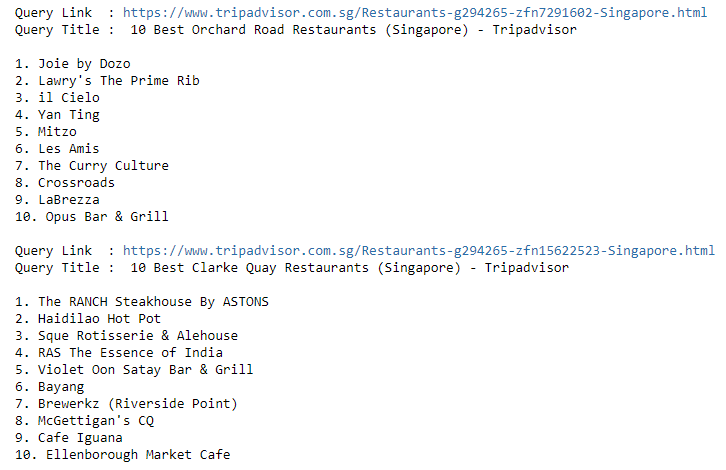 Query Link  : https://www.tripadvisor.com.sg/Restaurants-g294265-zfn7291602-Singapore.html
Query Title :  10 Best Orchard Road Restaurants (Singapore) - Tripadvisor
1. Joie by Dozo
2. Lawry's The Prime Rib
3. il Cielo
4. Yan Ting
5. Mitzo
6. Les Amis
7. The Curry Culture
8. Crossroads
9. LaBrezza
10. Opus Bar & Grill
Query Link  : https://www.tripadvisor.com.sg/Restaurants-g294265-zfn15622523-Singapore.html
Query Title :  10 Best Clarke Quay Restaurants (Singapore) - Tripadvisor
1. The RANCH Steakhouse By ASTONS
2. Haidilao Hot Pot
3. Sque Rotisserie & Alehouse
4. RAS The Essence of India
5. Violet Oon Satay Bar & Grill
6. Bayang
7. Brewerkz (Riverside Point)
8. McGettigan's CQ
9. Cafe Iguana
10. Ellenborough Market Cafe